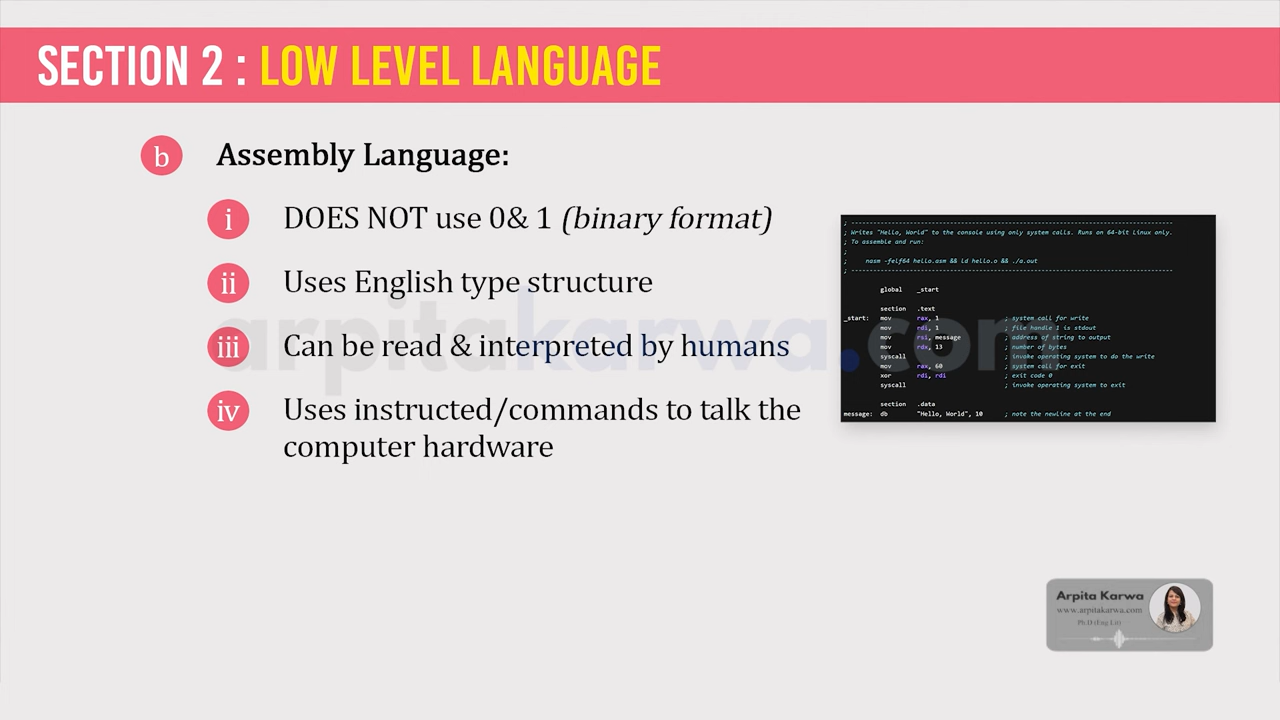 SECTION 2 : LOW LEVEL LANGUAGE
b Assembly Language:
i DOES NOT use 0& 1 (binary format)
ii Uses English type structure
iii Can be read & interpreted by humans
iv Uses instructed/commands to talk the
computer hardware
arpitakarwa.com
; ----------------------------------------------------------------------------------------
; Writes "Hello, World" to the console using only system calls. Runs on 64-bit Linux only.
; To assemble and run:
;
; nasm -felf64 hello.asm && ld hello.o && ./a.out
; ----------------------------------------------------------------------------------------
global _start
section .text
_start: mov rax, 1 ; system call for write
mov rdi, 1 ; file handle 1 is stdout
mov rsi, message ; address of string to output
mov rdx, 13 ; number of bytes
syscall ; invoke operating system to do the write
mov rax, 60 ; system call for exit
xor rdi, rdi ; exit code 0
syscall ; invoke operating system to exit
section .data
message: db "Hello, World", 10 ; note the newline at the end
Arpita Karwa
www.arpitakarwa.com
Ph.D (Eng Lit)